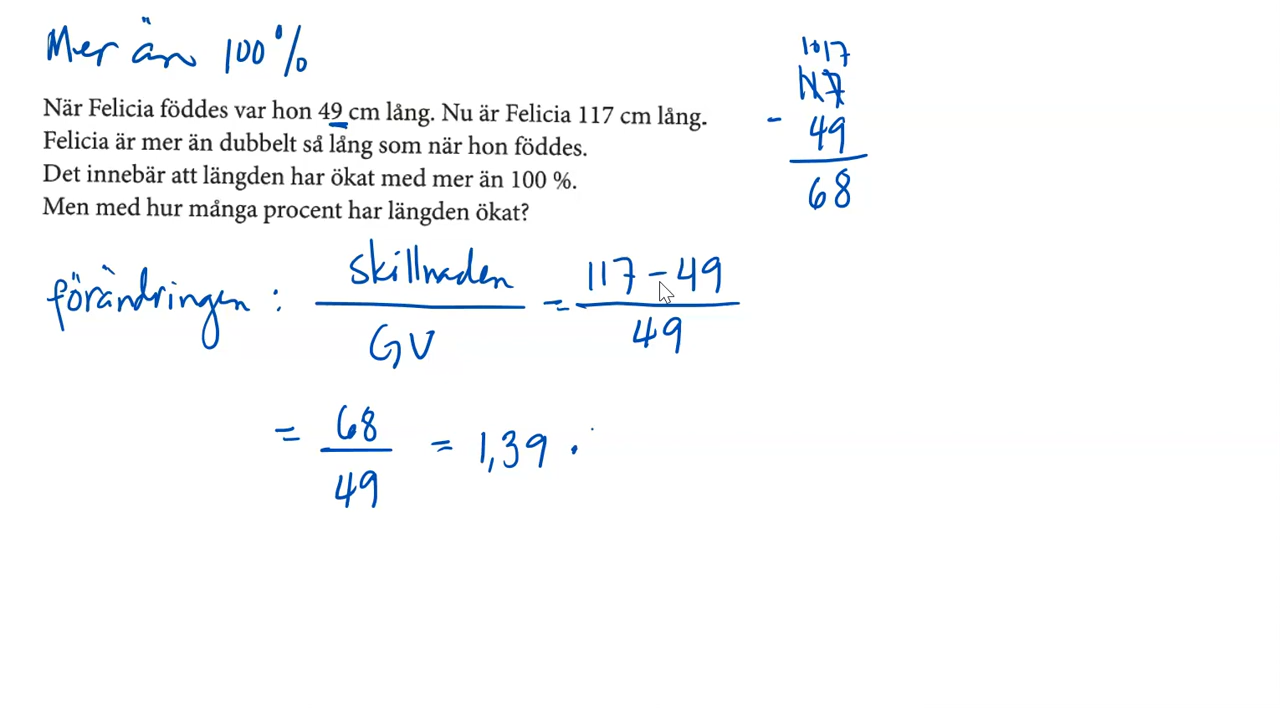 Mer än 100 %
När Felicia föddes var hon 49 cm lång. Nu är Felicia 117 cm lång.
Felicia är mer än dubbelt så lång som när hon föddes.
Det innebär att längden har ökat med mer än 100 %.
Men med hur många procent har längden ökat?
10 17
117
- 49
68
förändringen : skillnaden / GV = 117 - 49 / 49
= 68 / 49 = 1,39 ·